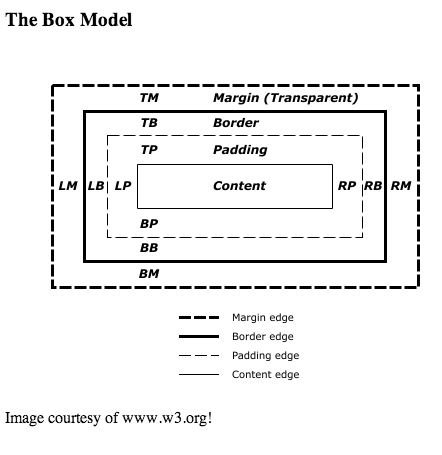 The Box Model
TM Margin (Transparent)
TB Border
TP Padding
LM LB LP Content RP RB RM
BP
BB
BM
Margin edge
Border edge
Padding edge
Content edge
Image courtesy of www.w3.org!